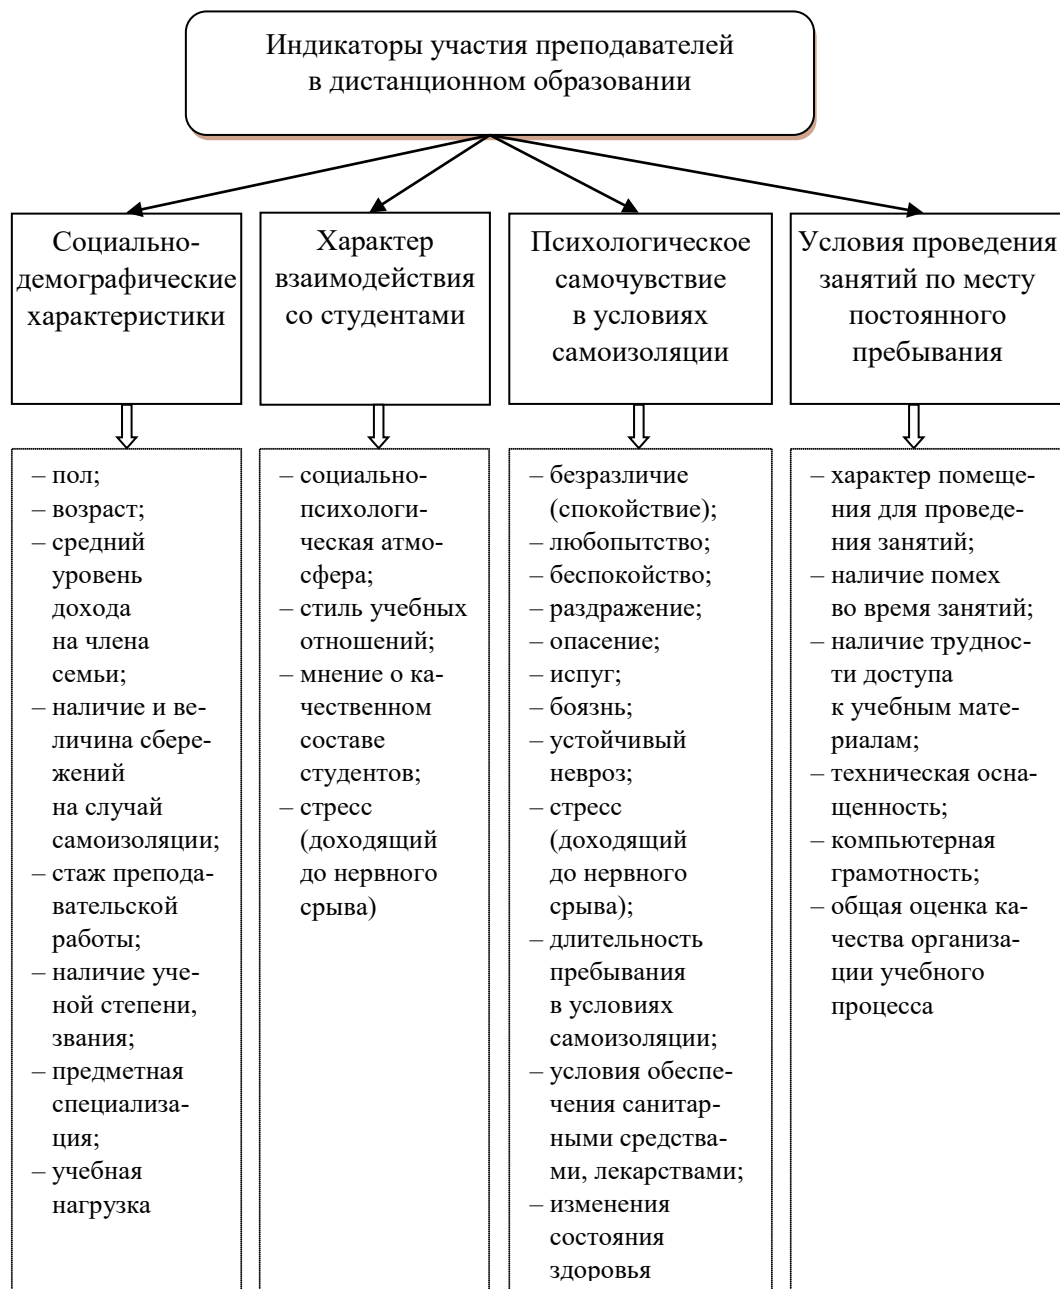 Индикаторы участия преподавателей
в дистанционном образовании
Социально-
демографические
характеристики
Характер
взаимодействия
со студентами
Психологическое
самочувствие
в условиях
самоизоляции
Условия проведения
занятий по месту
постоянного
пребывания
– пол;
– возраст;
– средний
уровень
дохода
на члена
семьи;
– наличие и ве-
личина сбере-
жений
на случай
самоизоляции;
– стаж препода-
вательской
работы;
– наличие уче-
ной степени,
звания;
– предметная
специализа-
ция;
– учебная
нагрузка
– социально-
психологи-
ческая атмо-
сфера;
– стиль учебных
отношений;
– мнение о ка-
чественном
составе
студентов;
– стресс
(доходящий
до нервного
срыва)
– безразличие
(спокойствие);
– любопытство;
– беспокойство;
– раздражение;
– опасение;
– испуг;
– боязнь;
– устойчивый
невроз;
– стресс
(доходящий
до нервного
срыва);
– длительность
пребывания
в условиях
самоизоляции;
– условия обеспе-
чения санитар-
ными средства-
ми, лекарствами;
– изменения
состояния
здоровья
– характер помеще-
ния для проведе-
ния занятий;
– наличие помех
во время занятий;
– наличие труднос-
ти доступа
к учебным мате-
риалам;
– техническая осна-
щенность;
– компьютерная
грамотность;
– общая оценка ка-
чества организа-
ции учебного
процесса